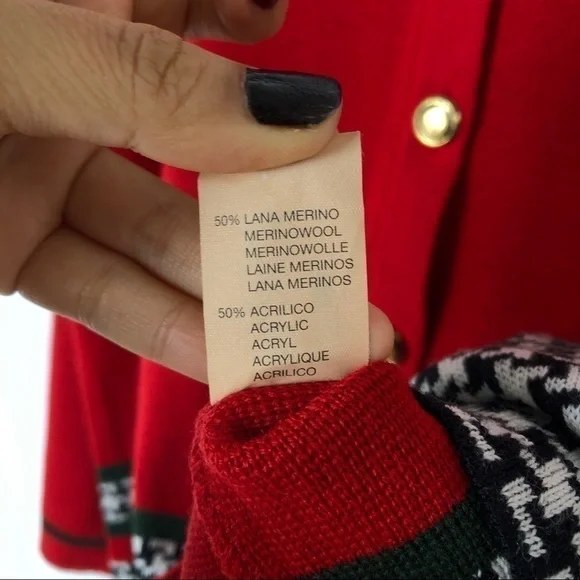 50% LANA MERINO
MERINOWOOL
MERINOWOLLE
LAINE MERINOS
LANA MERINOS
50% ACRILICO
ACRYLIC
ACRYL
ACRYLIQUE
ACRILICO